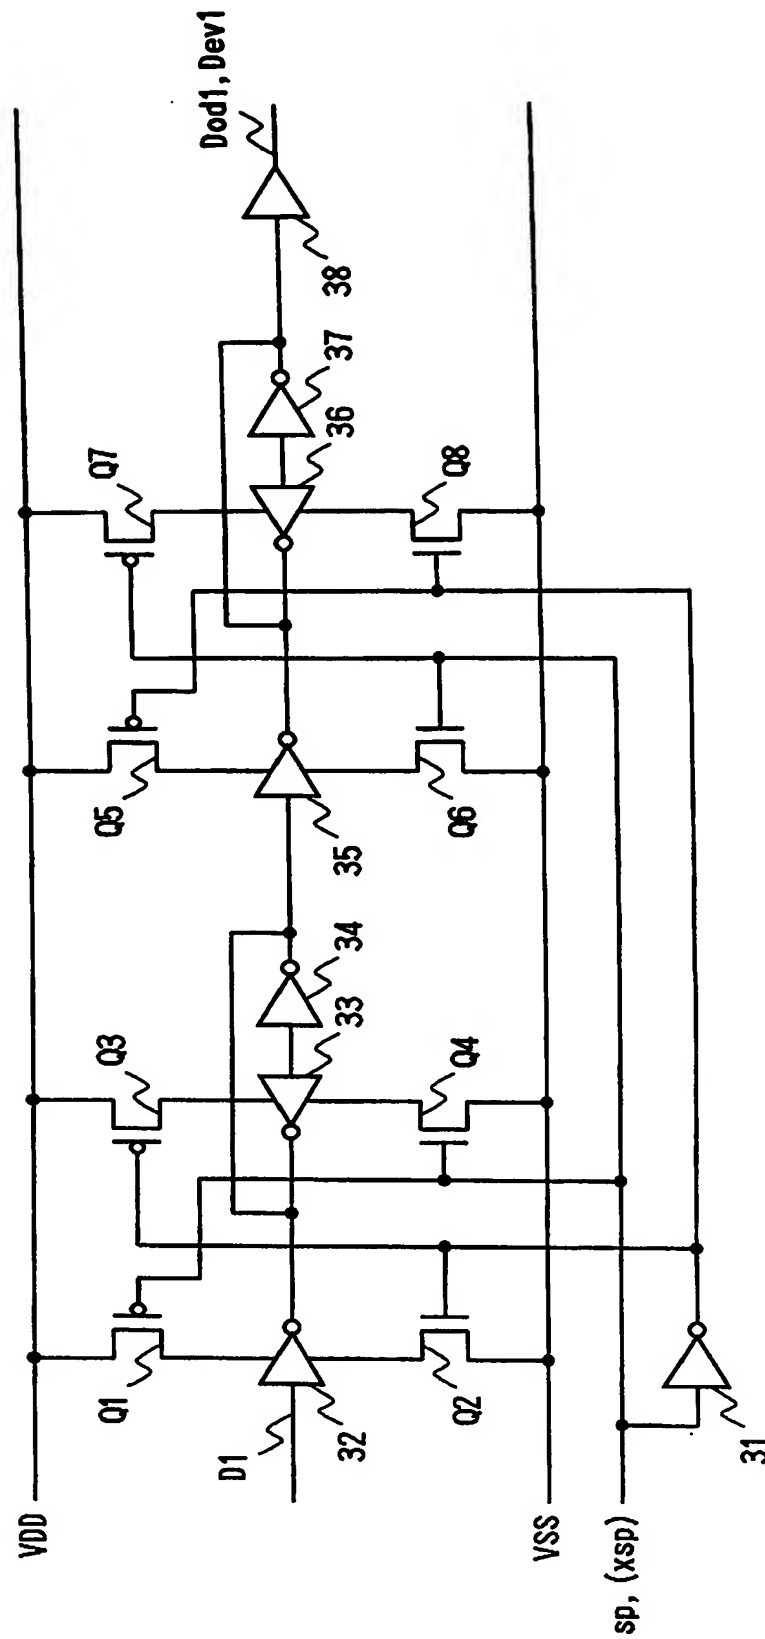 VDD
Q1
Q3
Q5
Q7
Dod1,Dev1
D1
32
33
34
35
36
37
38
Q2
Q4
Q6
Q8
VSS
sp,(xsp)
31